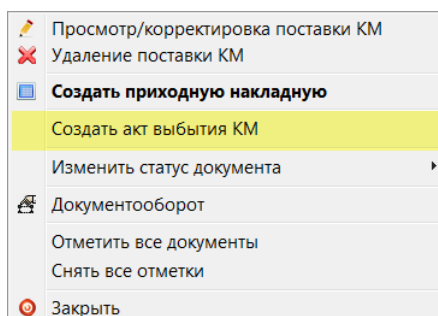 Просмотр/корректировка поставки КМ
Удаление поставки КМ
Создать приходную накладную
Создать акт выбытия КМ
Изменить статус документа
Документооборот
Отметить все документы
Снять все отметки
Закрыть